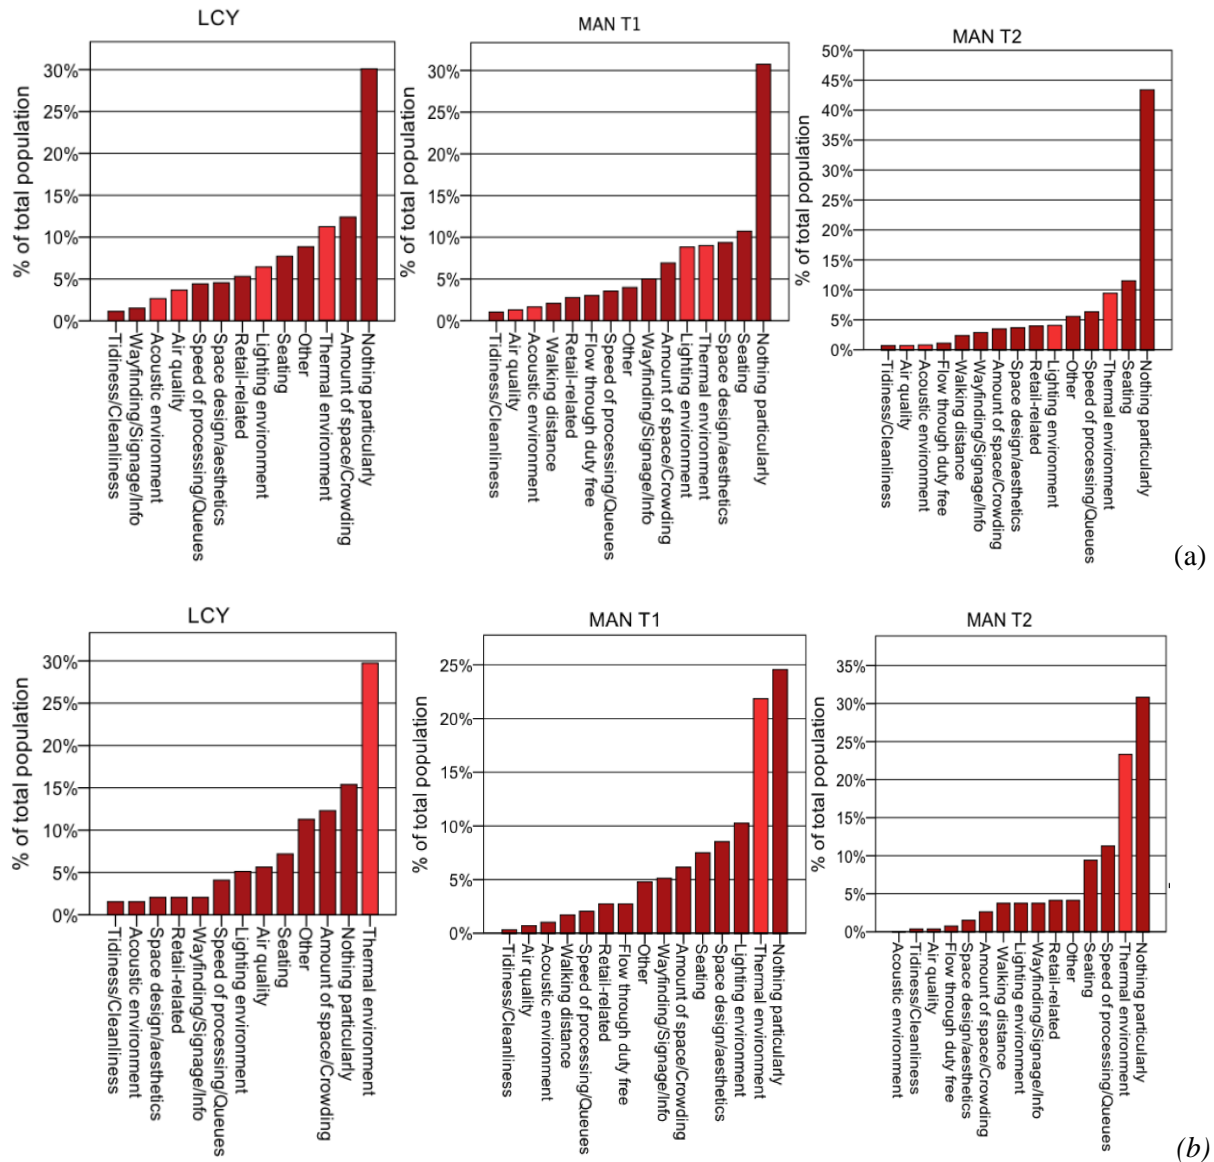 LCY
% of total population
30%
25%
20%
15%
10%
5%
0%
Tidiness/Cleanliness
Wayfinding/Signage/Info
Acoustic environment
Air quality
Speed of processing/Queues
Space design/aesthetics
Retail-related
Lighting environment
Seating
Other
Thermal environment
Amount of space/Crowding
Nothing particularly
MAN T1
% of total population
30%
25%
20%
15%
10%
5%
0%
Tidiness/Cleanliness
Air quality
Acoustic environment
Walking distance
Retail-related
Flow through duty free
Speed of processing/Queues
Other
Wayfinding/Signage/Info
Amount of space/Crowding
Lighting environment
Thermal environment
Space design/aesthetics
Seating
Nothing particularly
MAN T2
% of total population
50%
45%
40%
35%
30%
25%
20%
15%
10%
5%
0%
Tidiness/Cleanliness
Air quality
Acoustic environment
Flow through duty free
Walking distance
Wayfinding/Signage/Info
Amount of space/Crowding
Space design/aesthetics
Retail-related
Lighting environment
Other
Speed of processing/Queues
Thermal environment
Seating
Nothing particularly
(a)
LCY
% of total population
30%
25%
20%
15%
10%
5%
0%
Tidiness/Cleanliness
Acoustic environment
Space design/aesthetics
Retail-related
Wayfinding/Signage/Info
Speed of processing/Queues
Lighting environment
Air quality
Seating
Other
Amount of space/Crowding
Nothing particularly
Thermal environment
MAN T1
% of total population
25%
20%
15%
10%
5%
0%
Tidiness/Cleanliness
Air quality
Acoustic environment
Walking distance
Speed of processing/Queues
Retail-related
Flow through duty free
Other
Wayfinding/Signage/Info
Amount of space/Crowding
Seating
Space design/aesthetics
Lighting environment
Thermal environment
Nothing particularly
MAN T2
% of total population
35%
30%
25%
20%
15%
10%
5%
0%
Acoustic environment
Tidiness/Cleanliness
Air quality
Flow through duty free
Space design/aesthetics
Amount of space/Crowding
Walking distance
Lighting environment
Wayfinding/Signage/Info
Retail-related
Other
Seating
Speed of processing/Queues
Thermal environment
Nothing particularly
(b)